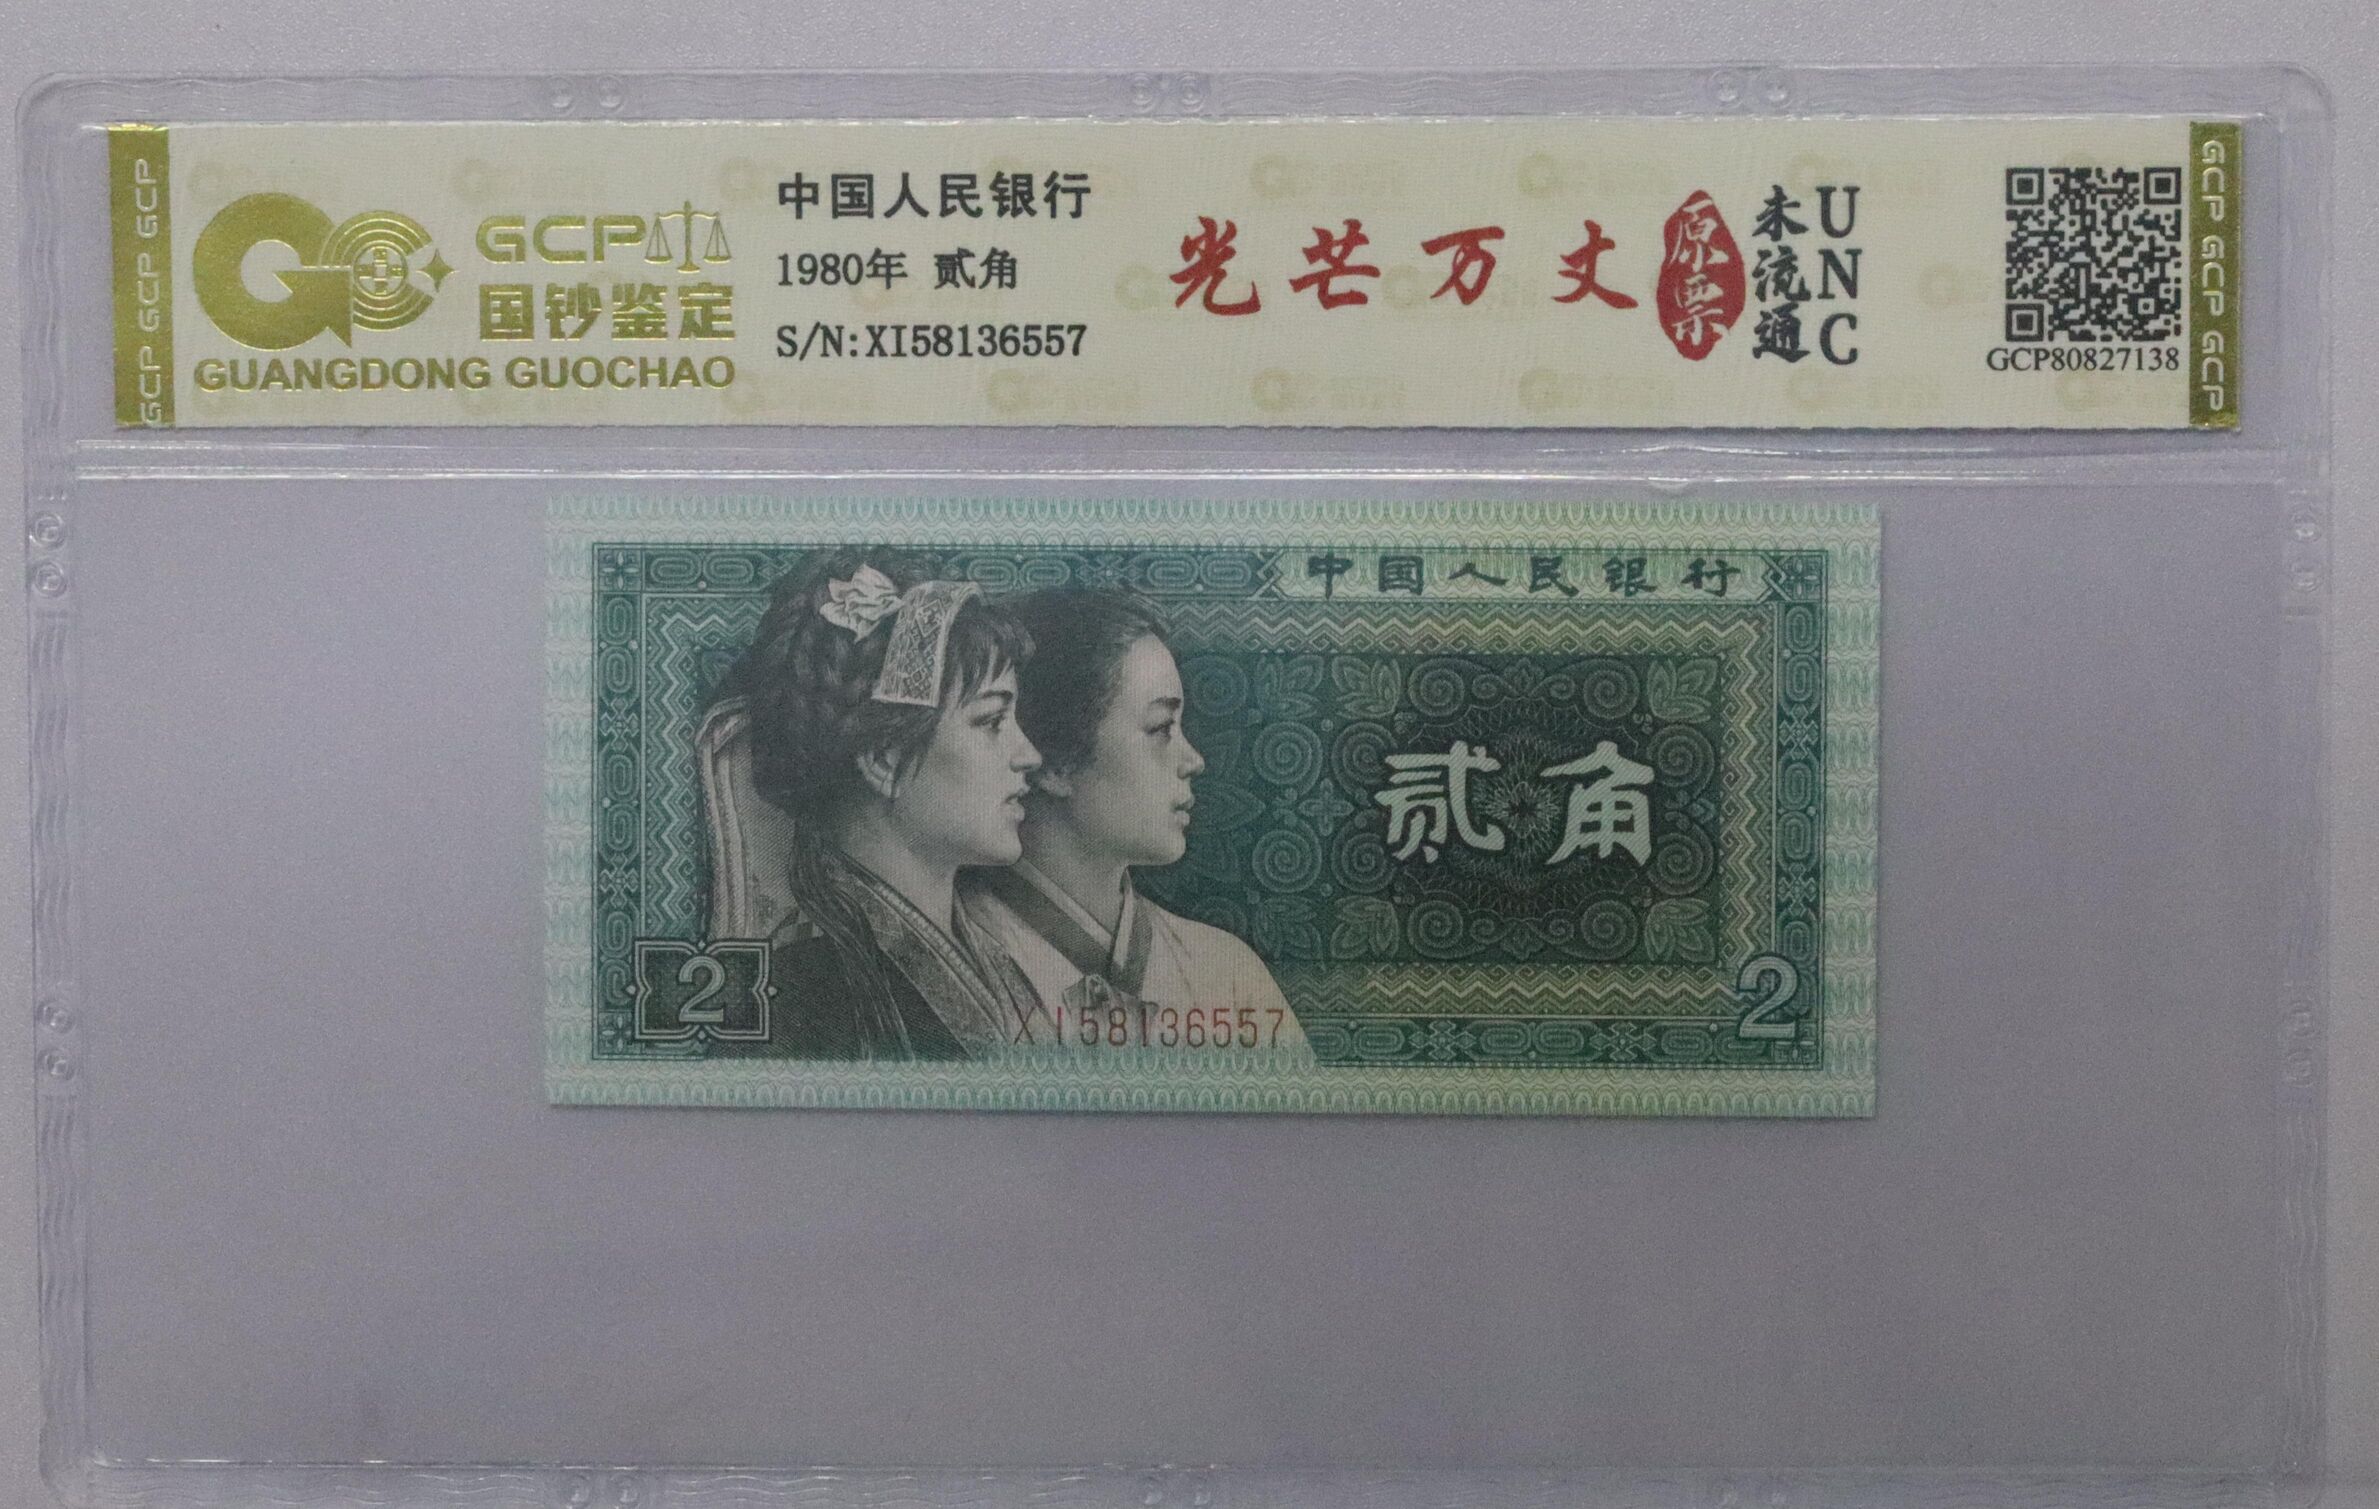 GCP GCP GCP
GCP
国钞鉴定
GUANGDONG GUOCHAO
中国人民银行
1980年 贰角
S/N:XI58136557
光芒万丈
原票
未流通
UNC
GCP80827138
GCP GCP GCP
中国人民银行
贰角
2
XI58136557
2